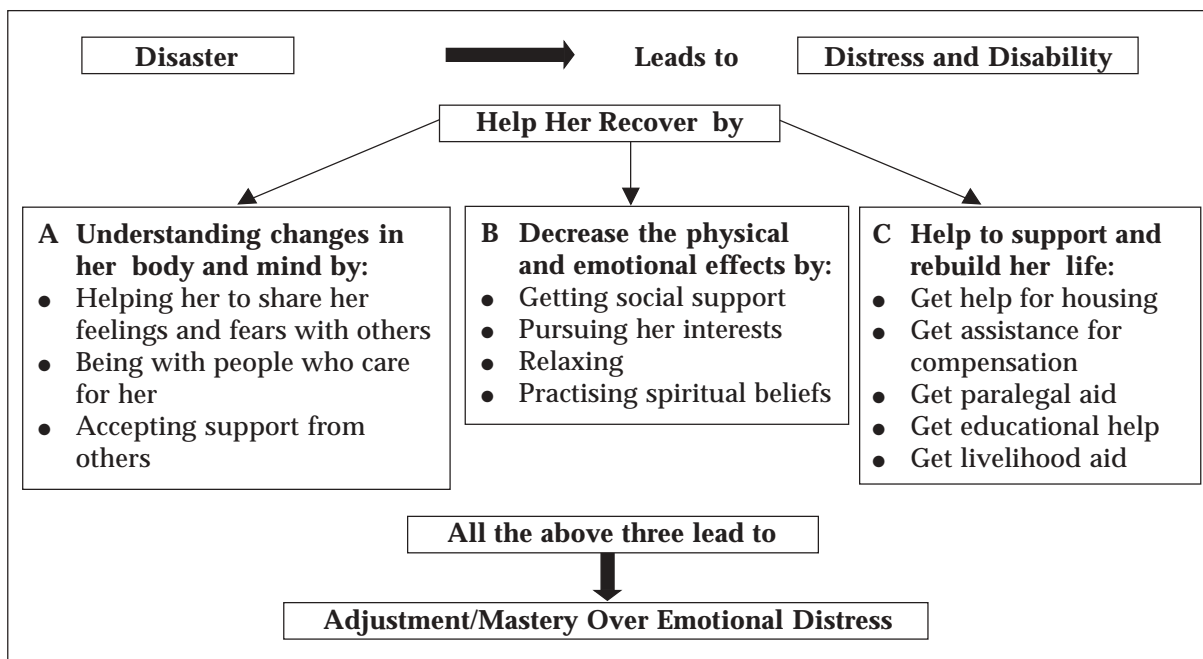 Disaster
Leads to
Distress and Disability
Help Her Recover by
A Understanding changes in
her body and mind by:
● Helping her to share her
feelings and fears with others
● Being with people who care
for her
● Accepting support from
others
B Decrease the physical
and emotional effects by:
● Getting social support
● Pursuing her interests
● Relaxing
● Practising spiritual beliefs
C Help to support and
rebuild her life:
● Get help for housing
● Get assistance for
compensation
● Get paralegal aid
● Get educational help
● Get livelihood aid
All the above three lead to
Adjustment/Mastery Over Emotional Distress